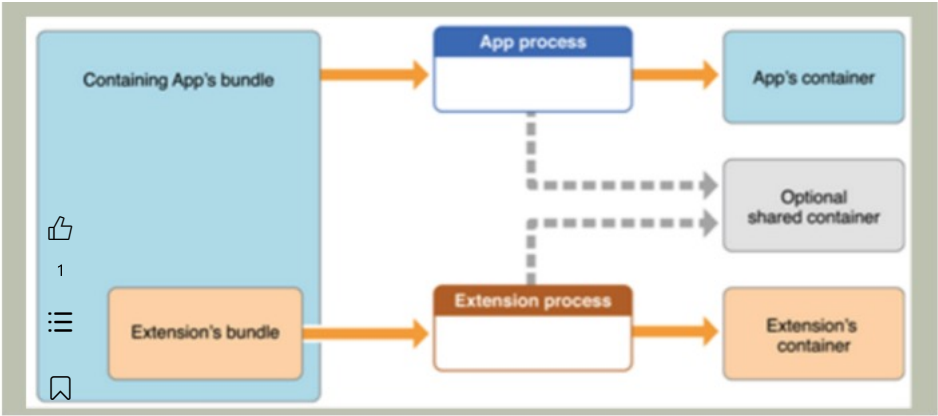 Containing App's bundle
App process
App's container
Optional
shared container
1
Extension's bundle
Extension process
Extension's
container